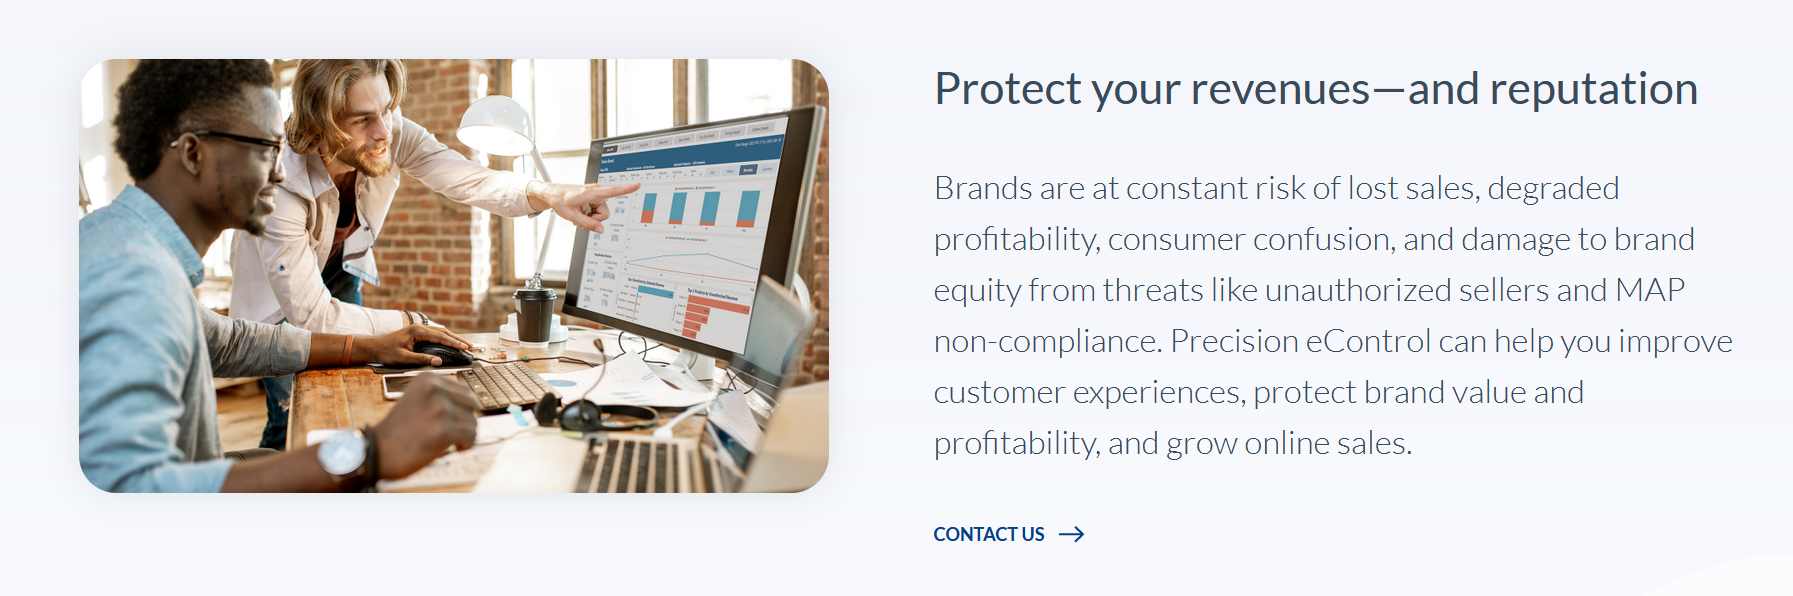 Protect your revenues—and reputation
Brands are at constant risk of lost sales, degraded
profitability, consumer confusion, and damage to brand
equity from threats like unauthorized sellers and MAP
non-compliance. Precision eControl can help you improve
customer experiences, protect brand value and
profitability, and grow online sales.
CONTACT US